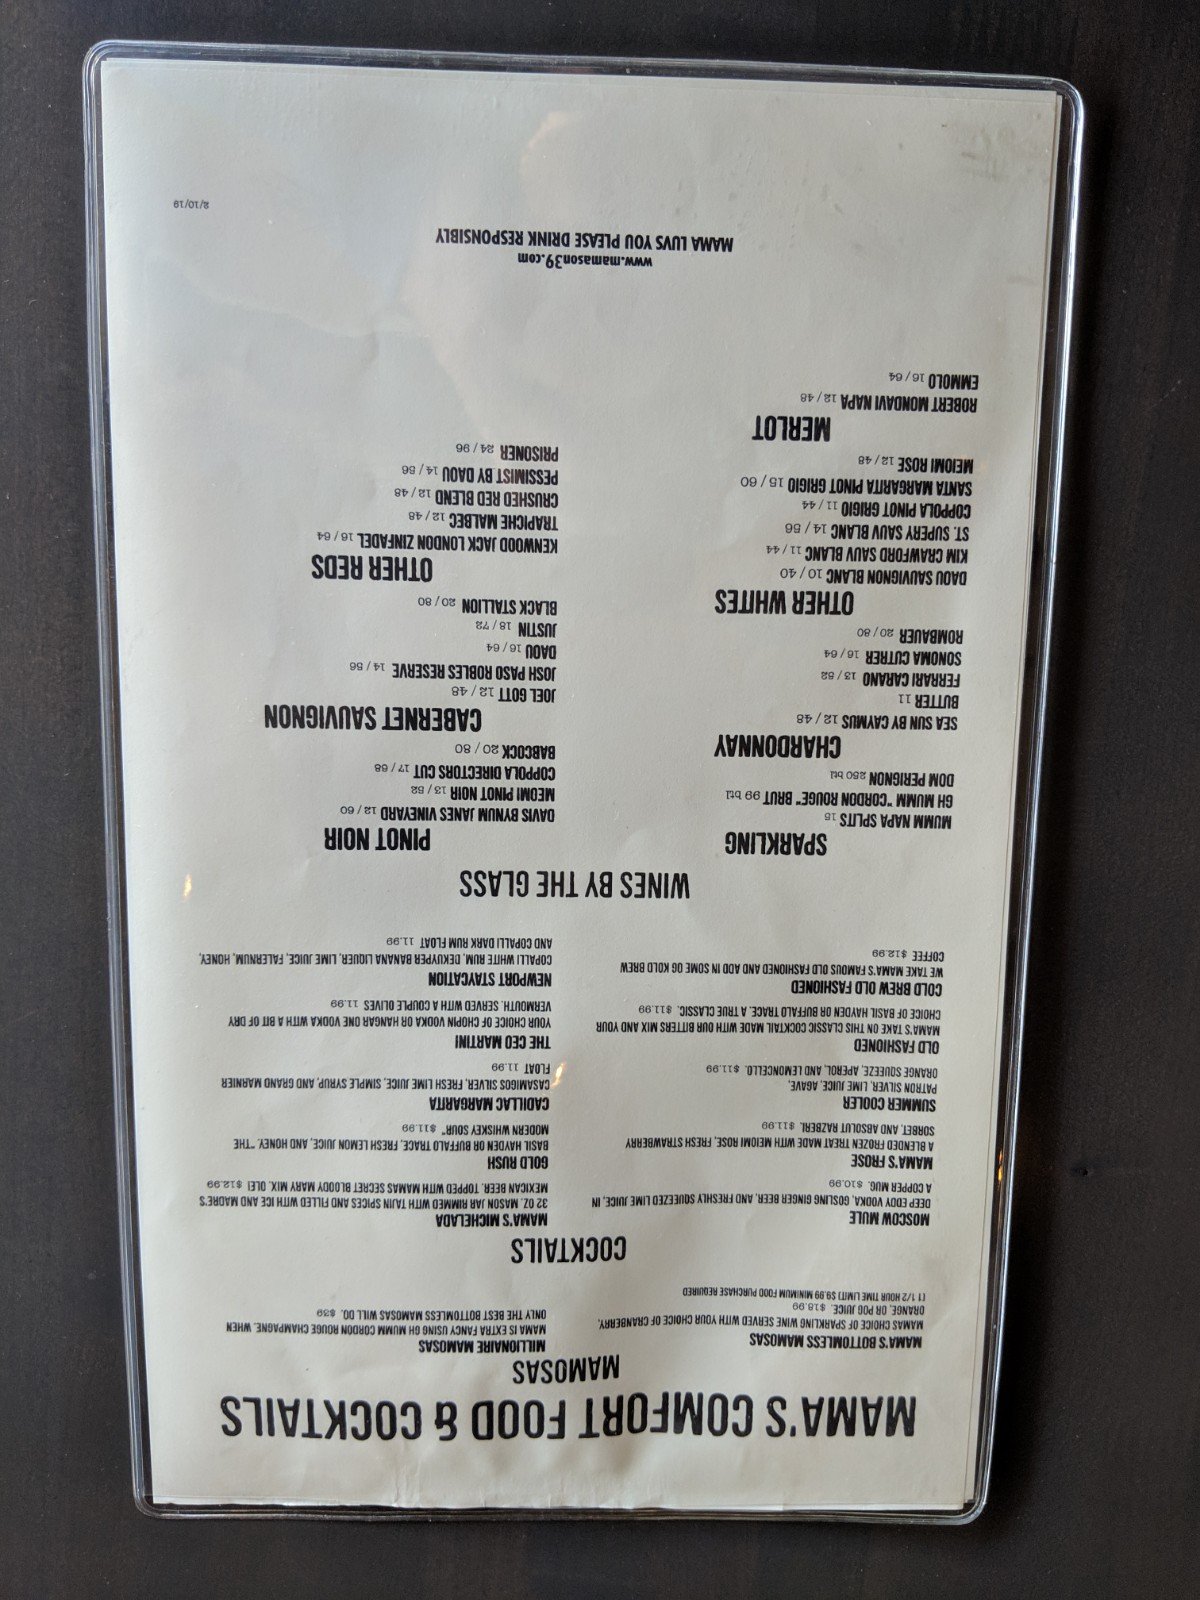 MAMA'S COMFORT FOOD & COCKTAILS
MAMOSAS
MAMA'S BOTTOMLESS MAMOSAS
MAMAS CHOICE OF SPARKLING WINE SERVED WITH YOUR CHOICE OF CRANBERRY,
ORANGE, OR POG JUICE. $18.99
(1 1/2 HOUR TIME LIMIT) $9.99 MINIMUM FOOD PURCHASE REQUIRED
MILLIONAIRE MAMOSAS
MAMA IS EXTRA FANCY USING GH MUMM CORDON ROUGE CHAMPAGNE. WHEN
ONLY THE BEST BOTTOMLESS MAMOSAS WILL DO. $39
COCKTAILS
MOSCOW MULE
DEEP EDDY VODKA, GOSLING GINGER BEER, AND FRESHLY SQUEEZED LIME JUICE, IN
A COPPER MUG. $10.99
MAMA'S FROSE
A BLENDED FROZEN TREAT MADE WITH MEIOMI ROSE, FRESH STRAWBERRY
SORBET, AND ABSOLUT RAZBERI. $11.99
SUMMER COOLER
PATRON SILVER, LIME JUICE, AGAVE,
ORANGE SQUEEZE, APEROL, AND LEMONCELLO. $11.99
OLD FASHIONED
MAMA'S TAKE ON THIS CLASSIC COCKTAIL MADE WITH OUR BITTERS MIX AND YOUR
CHOICE OF BASIL HAYDEN OR BUFFALO TRACE. A TRUE CLASSIC. $11.99
COLD BREW OLD FASHIONED
WE TAKE MAMA'S FAMOUS OLD FASHIONED AND ADD IN SOME OG KOLD BREW
COFFEE $12.99
MAMA'S MICHELADA
32 OZ. MASON JAR RIMMED WITH TAJIN SPICES AND FILLED WITH ICE AND MADRE'S
MEXICAN BEER. TOPPED WITH MAMAS SECRET BLOODY MARY MIX. OLE! $12.99
GOLD RUSH
BASIL HAYDEN OR BUFALO TRACE, FRESH LEMON JUICE, AND HONEY. "THE
MODERN WHISKEY SOUR" $11.99
CADILLAC MARGARITA
CASAMIGOS SILVER, FRESH LIME JUICE, SIMPLE SYRUP, AND GRAND MARNIER
FLOAT 11.99
THE CEO MARTINI
YOUR CHOICE OF CHOPIN VODKA OR HANGAR ONE VODKA WITH A BIT OF DRY
VERMOUTH. SERVED WITH A COUPLE OLIVES 11.99
NEWPORT STAYCATION
COPALLI WHITE RUM, DEKUYPER BANANA LIQUER, LIME JUICE, FALERNUM, HONEY,
AND COPALLI DARK RUM FLOAT 11.99
WINES BY THE GLASS
SPARKLING
MUMM NAPA SPLITS 15
GH MUMM "CORDON ROUGE" BRUT 99 btl
DOM PERIGNON 250 btl
CHARDONNAY
SEA SUN BY CAYMUS 12 / 48
BUTTER 11
FERRARI CARANO 13 / 52
SONOMA CUTRER 16 / 64
ROMBAUER 20 / 80
OTHER WHITES
DAOU SAUVIGNON BLANC 10 / 40
KIM CRAWFORD SAUV BLANC 11 / 44
ST. SUPERY SAUV BLANC 14 / 56
COPPOLA PINOT GRIGIO 11 / 44
SANTA MARGARITA PINOT GRIGIO 15 / 60
MEIOMI ROSE 12 / 48
MERLOT
ROBERT MONDAVI NAPA 12 / 48
EMMOLO 16 / 64
PINOT NOIR
DAVIS BYNUM JANES VINEYARD 12 / 60
MEOMI PINOT NOIR 13 / 52
COPPOLA DIRECTORS CUT 17 / 68
BABCOCK 20 / 80
CABERNET SAUVIGNON
JOEL GOTT 12 / 48
JOSH PASO ROBLES RESERVE 14 / 56
DAOU 16 / 64
JUSTIN 18 / 72
BLACK STALLION 20 / 80
OTHER REDS
KENWOOD JACK LONDON ZINFADEL 16 / 64
TRAPICHE MALBEC 12 / 48
CRUSHED RED BLEND 12 / 48
PESSIMIST BY DAOU 14 / 56
PRISONER 24 / 96
www.mamason39.com
MAMA LUVS YOU PLEASE DRINK RESPONSIBLY
2/10/19